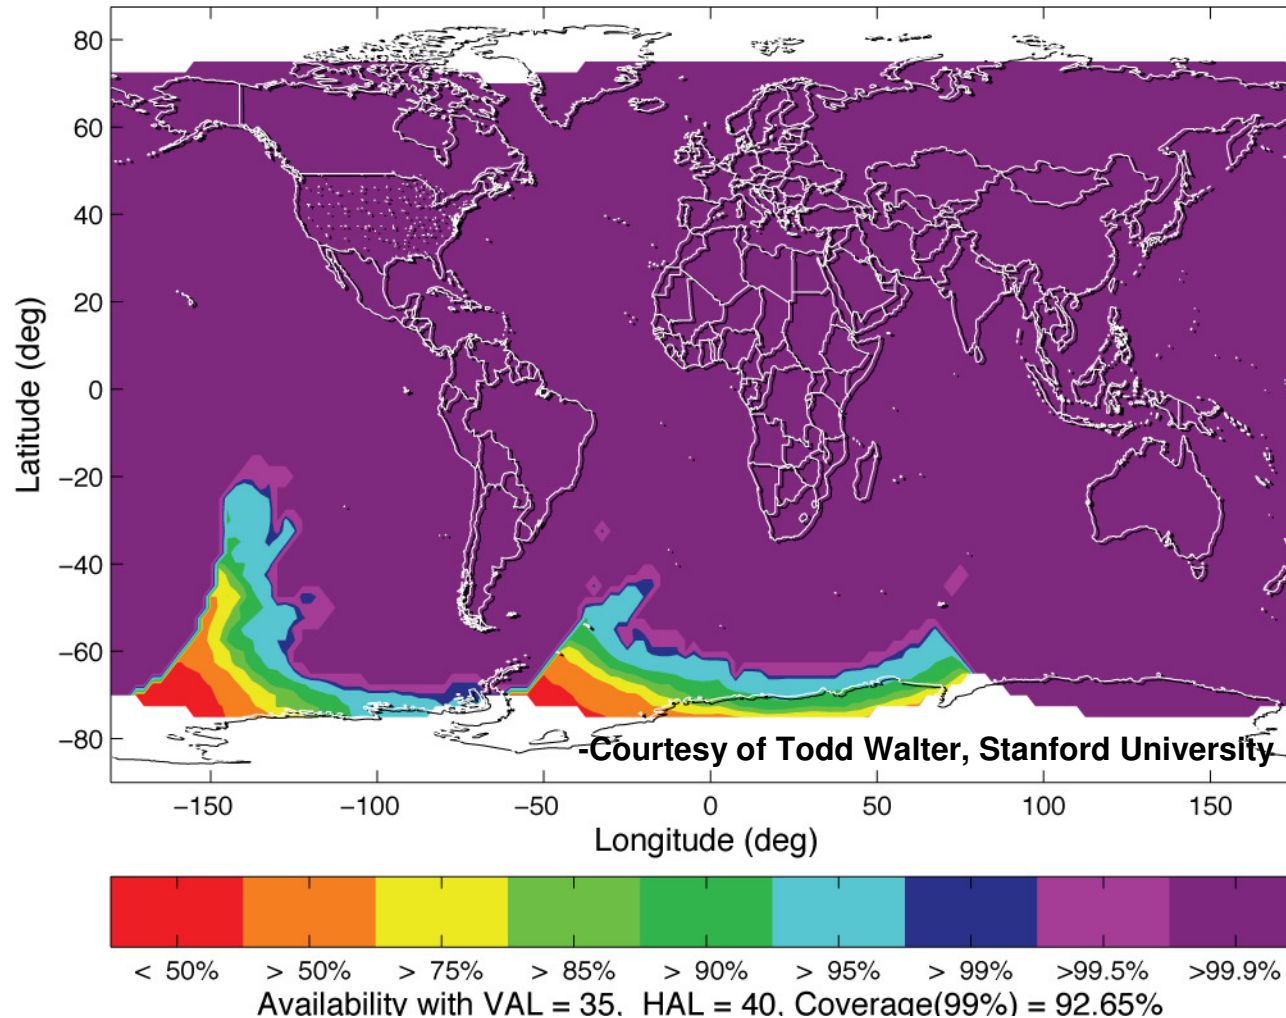 80
60
40
20
0
−20
−40
−60
−80
Latitude (deg)
-Courtesy of Todd Walter, Stanford University
−150 −100 −50 0 50 100 150
Longitude (deg)
< 50% > 50% > 75% > 85% > 90% > 95% > 99% >99.5% >99.9%
Availability with VAL = 35, HAL = 40, Coverage(99%) = 92.65%